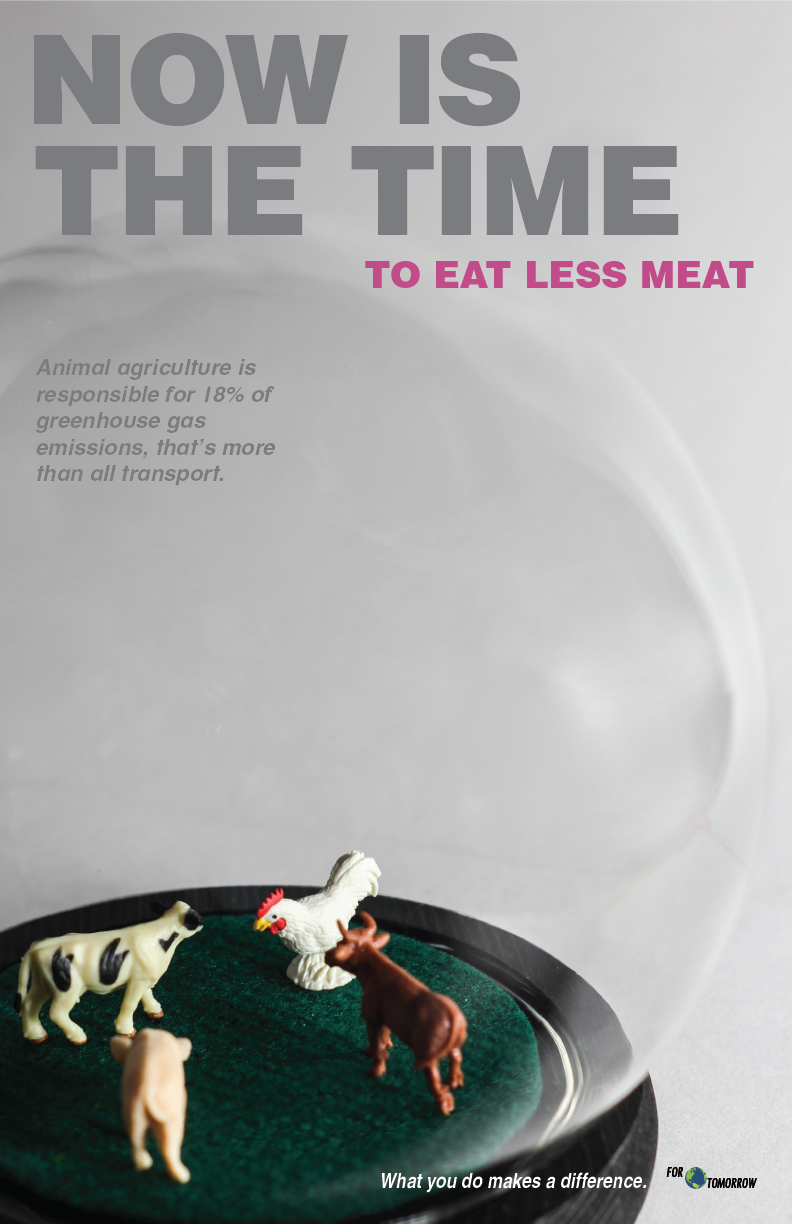 NOW IS
THE TIME
TO EAT LESS MEAT
Animal agriculture is
responsible for 18% of
greenhouse gas
emissions, that's more
than all transport.
What you do makes a difference.
FOR
TOMORROW